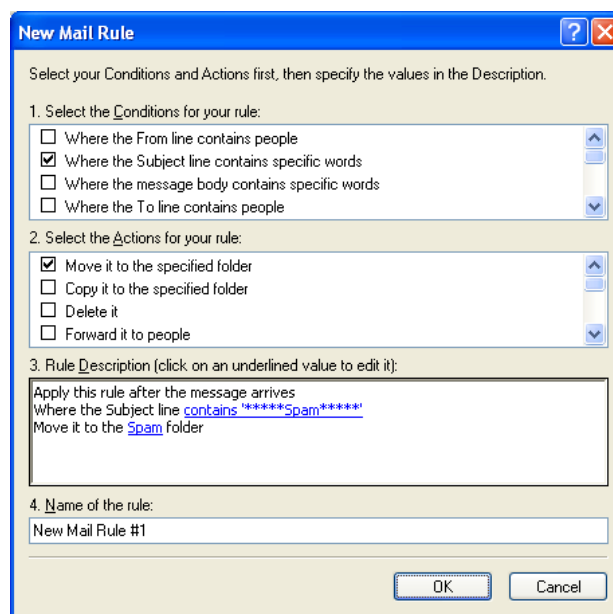 New Mail Rule
Select your Conditions and Actions first, then specify the values in the Description.
1. Select the Conditions for your rule:
Where the From line contains people
Where the Subject line contains specific words
Where the message body contains specific words
Where the To line contains people
2. Select the Actions for your rule:
Move it to the specified folder
Copy it to the specified folder
Delete it
Forward it to people
3. Rule Description (click on an underlined value to edit it):
Apply this rule after the message arrives
Where the Subject line contains '*****Spam*****'
Move it to the Spam folder
4. Name of the rule:
New Mail Rule #1
OK Cancel